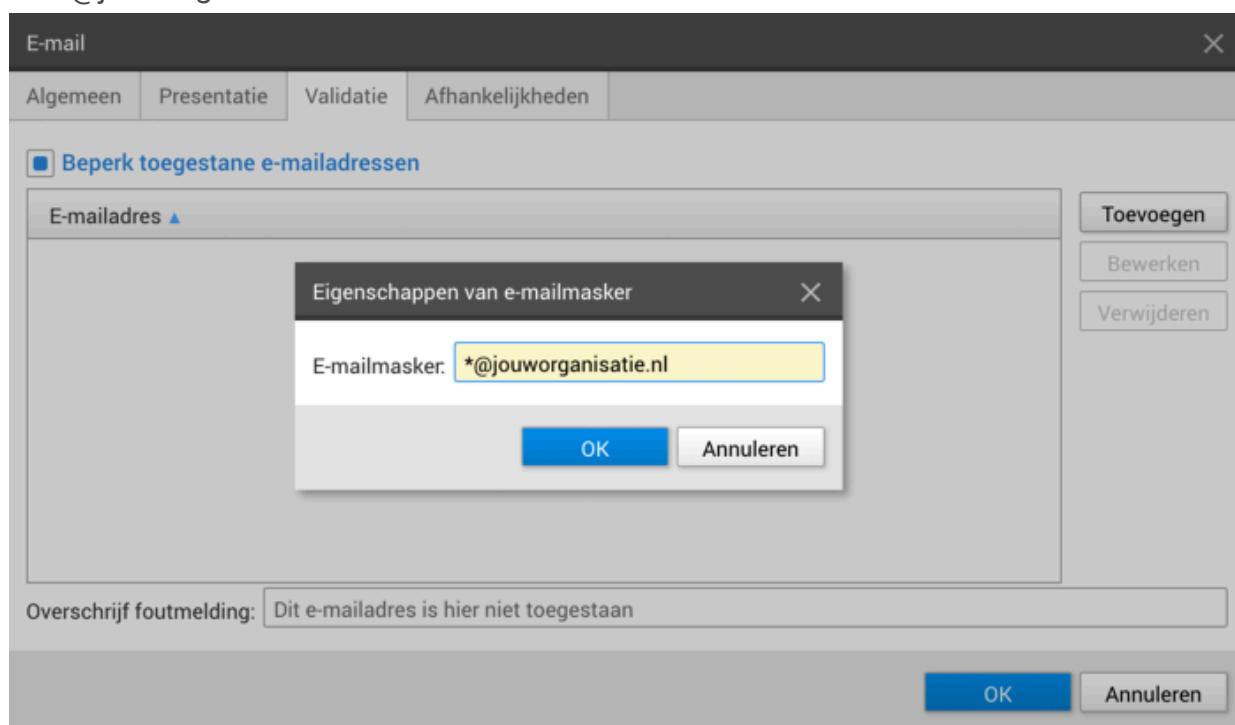 E-mail
Algemeen Presentatie Validatie Afhankelijkheden
Beperk toegestane e-mailadressen
E-mailadres ▲
Toevoegen
Bewerken
Verwijderen
Eigenschappen van e-mailmasker
E-mailmasker: *@jouworganisatie.nl
OK Annuleren
Overschrijf foutmelding: Dit e-mailadres is hier niet toegestaan
OK Annuleren